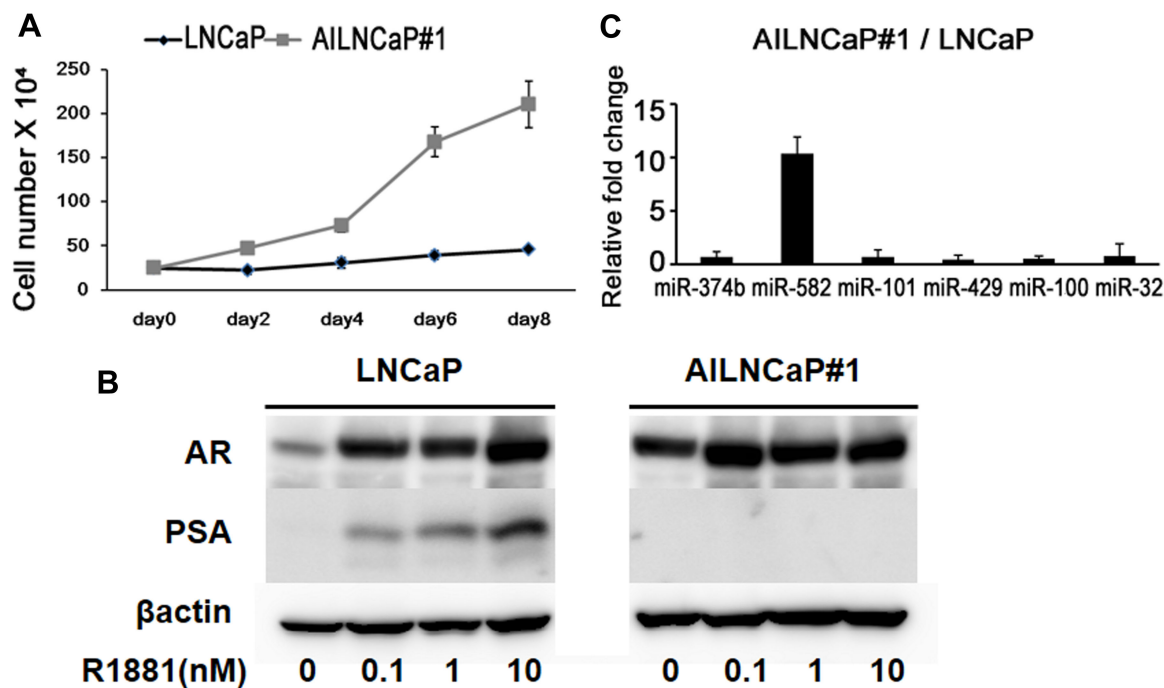 A
LNCaP AILNCaP#1
Cell number X 10⁴
250
200
150
100
50
0
day0 day2 day4 day6 day8
C
AILNCaP#1 / LNCaP
Relative fold change
15
10
5
0
miR-374b miR-582 miR-101 miR-429 miR-100 miR-32
B
LNCaP AILNCaP#1
AR
PSA
βactin
R1881(nM) 0 0.1 1 10 0 0.1 1 10